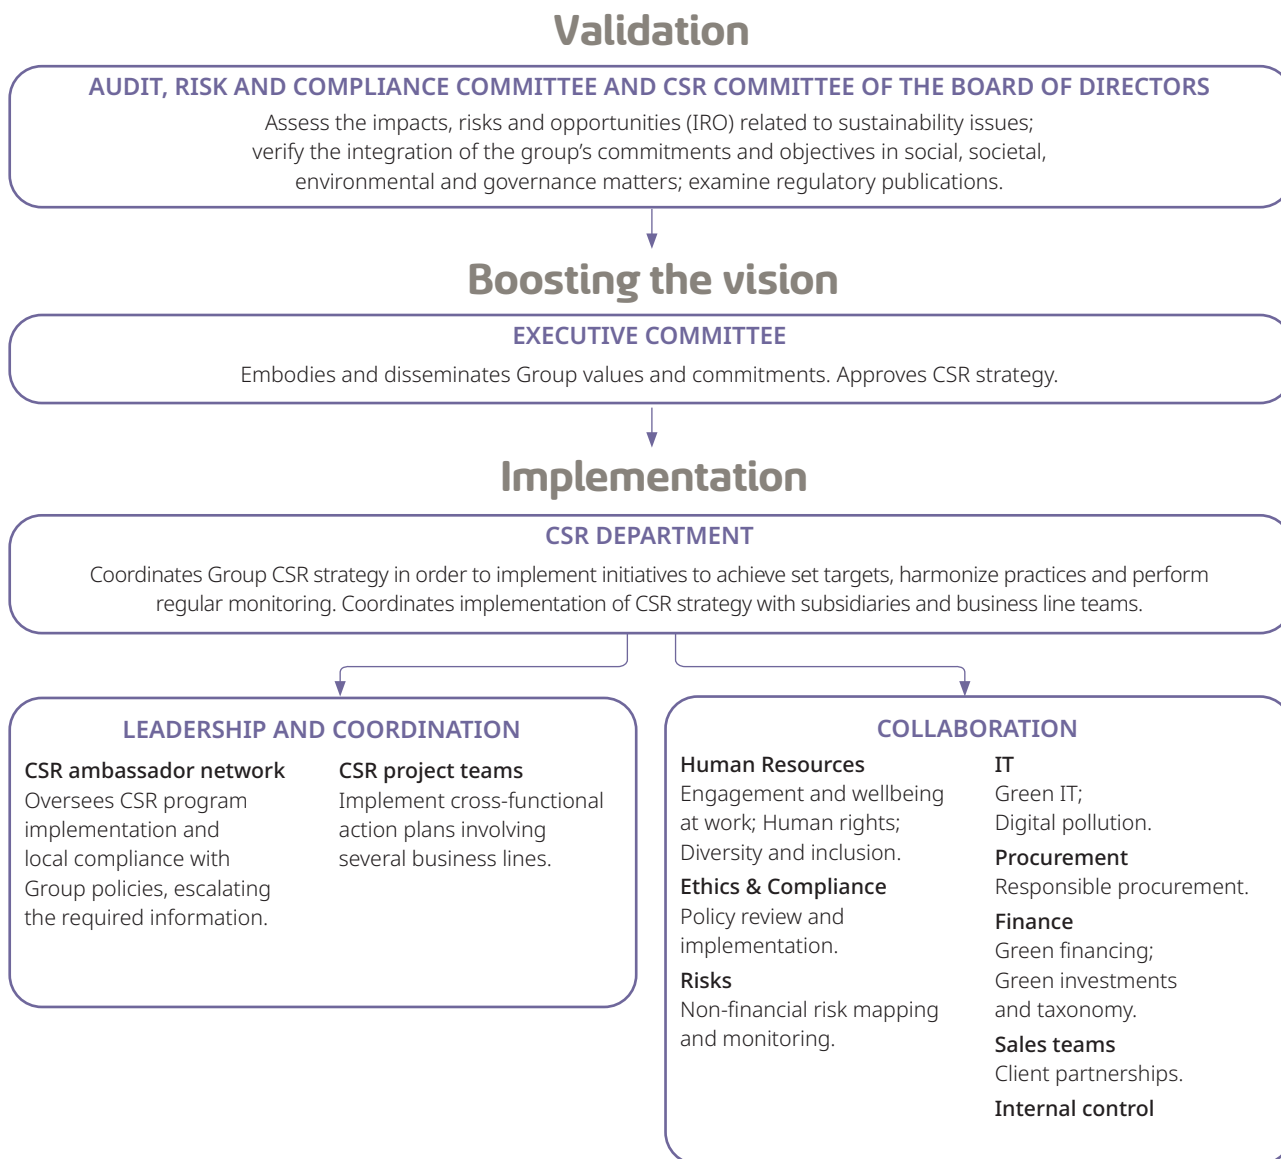 Validation
AUDIT, RISK AND COMPLIANCE COMMITTEE AND CSR COMMITTEE OF THE BOARD OF DIRECTORS
Assess the impacts, risks and opportunities (IRO) related to sustainability issues;
verify the integration of the group’s commitments and objectives in social, societal,
environmental and governance matters; examine regulatory publications.
Boosting the vision
EXECUTIVE COMMITTEE
Embodies and disseminates Group values and commitments. Approves CSR strategy.
Implementation
CSR DEPARTMENT
Coordinates Group CSR strategy in order to implement initiatives to achieve set targets, harmonize practices and perform
regular monitoring. Coordinates implementation of CSR strategy with subsidiaries and business line teams.
LEADERSHIP AND COORDINATION
CSR ambassador network
Oversees CSR program
implementation and
local compliance with
Group policies, escalating
the required information.
CSR project teams
Implement cross-functional
action plans involving
several business lines.
COLLABORATION
Human Resources
Engagement and wellbeing
at work; Human rights;
Diversity and inclusion.
Ethics & Compliance
Policy review and
implementation.
Risks
Non-financial risk mapping
and monitoring.
IT
Green IT;
Digital pollution.
Procurement
Responsible procurement.
Finance
Green financing;
Green investments
and taxonomy.
Sales teams
Client partnerships.
Internal control